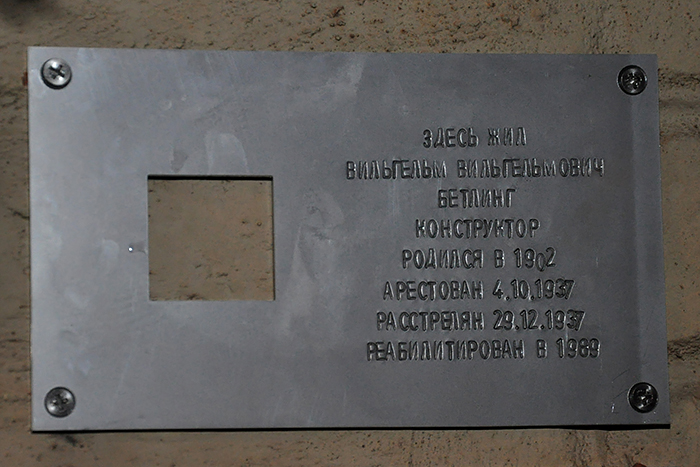 ЗДЕСЬ ЖИЛ
ВИЛЬГЕЛЬМ ВИЛЬГЕЛЬМОВИЧ
БЕТЛИНГ
КОНСТРУКТОР
РОДИЛСЯ В 1902
АРЕСТОВАН 4.10.1937
РАССТРЕЛЯН 29.12.1937
РЕАБИЛИТИРОВАН В 1989